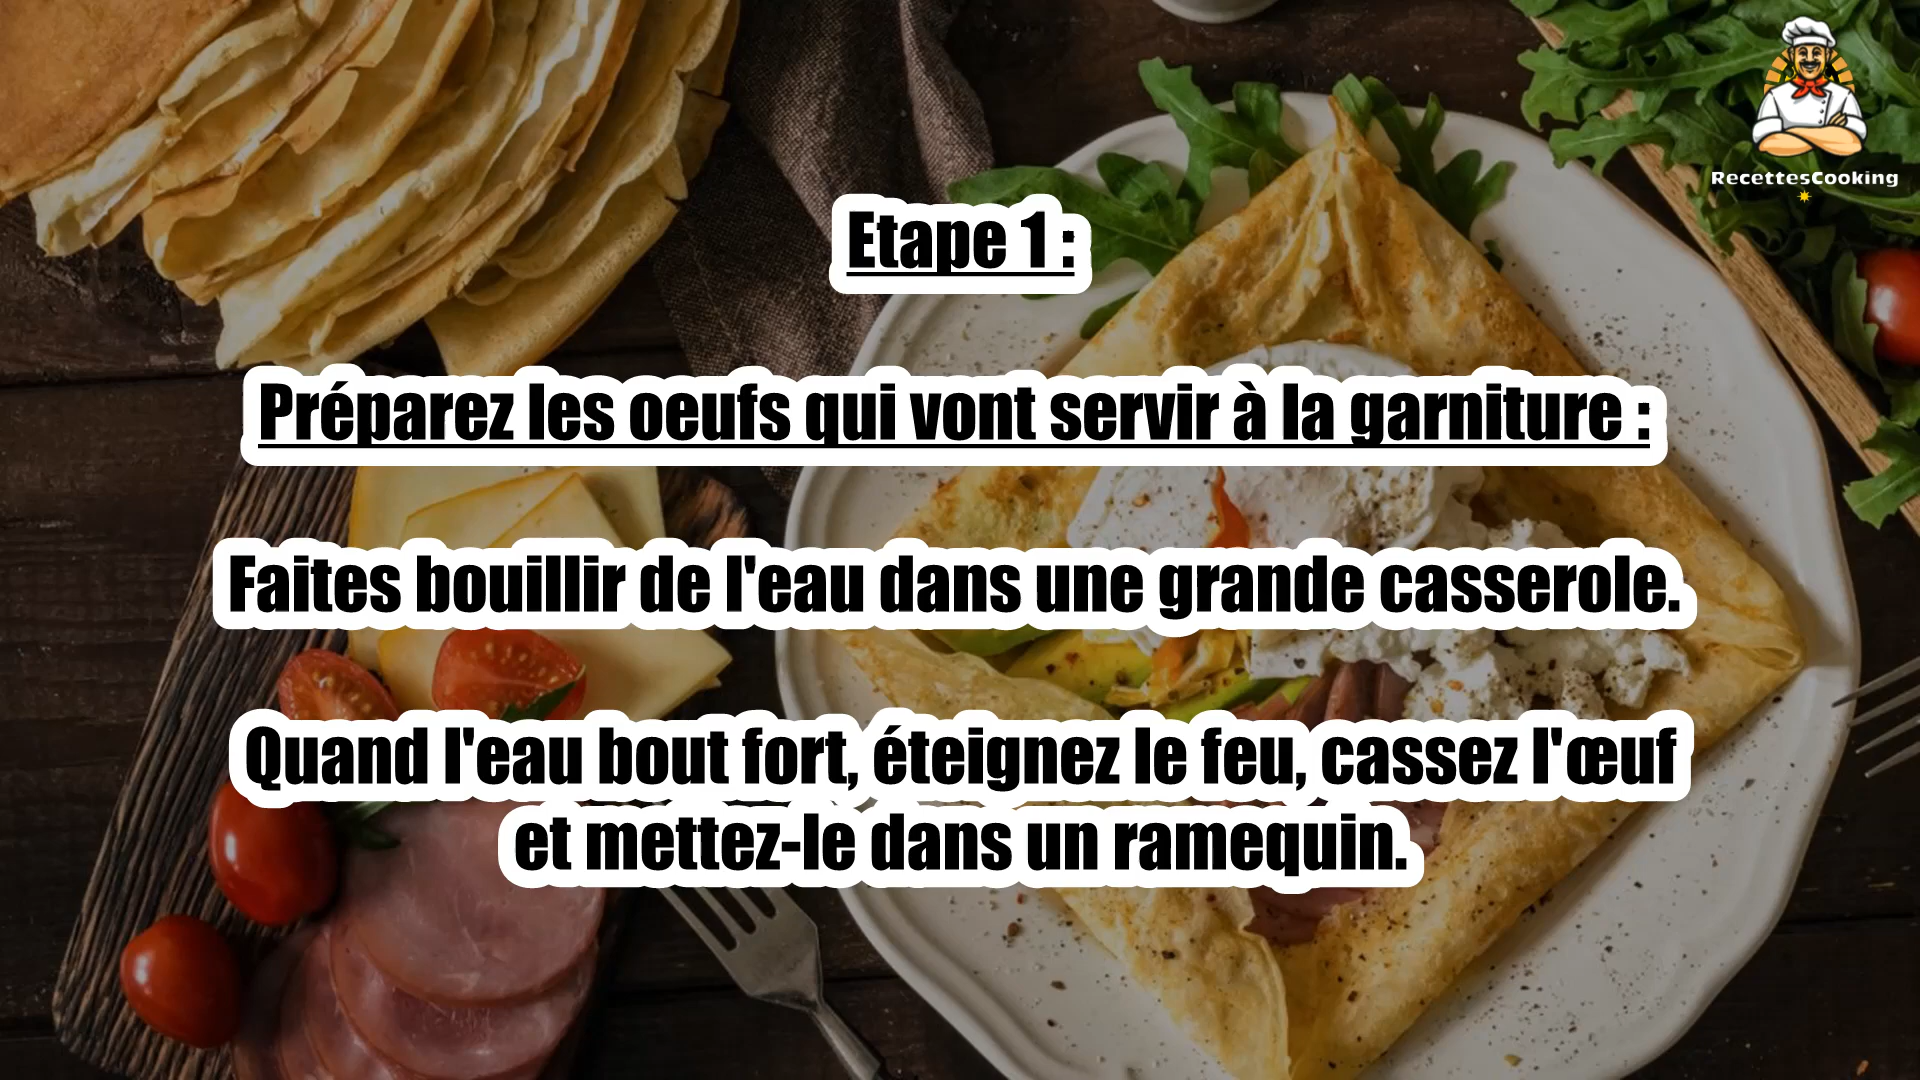 RecettesCooking
Etape 1 :
Préparez les oeufs qui vont servir à la garniture :
Faites bouillir de l'eau dans une grande casserole.
Quand l'eau bout fort, éteignez le feu, cassez l'œuf
et mettez-le dans un ramequin.